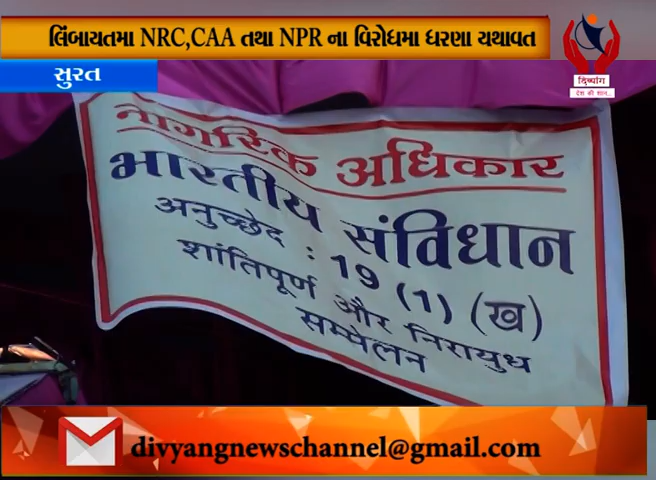 લિંબાયતમા NRC,CAA તથા NPR ના વિરોધમા ધરણા યથાવત
સુરત
दिव्यांग
देश की शान...
नागरिक अधिकार
भारतीय संविधान
अनुच्छेद : 19 (1) (ख)
शांतिपूर्ण और निरायुध
सम्मेलन
divyangnewschannel@gmail.com